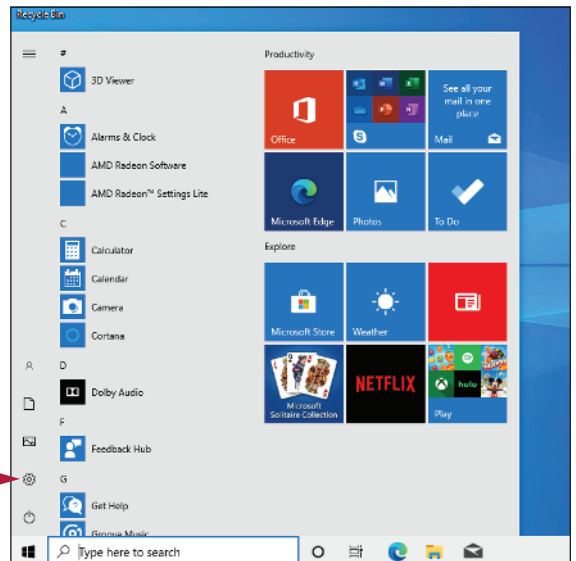 Recycle Bin
#
3D Viewer
A
Alarms & Clock
AMD Radeon Software
AMD Radeon™ Settings Lite
C
Calculator
Calendar
Camera
Cortana
D
Dolby Audio
F
Feedback Hub
G
Get Help
Groove Music
Productivity
Office
See all your
mail in one
place
Mail
Microsoft Edge
Photos
To Do
Explore
Microsoft Store
Weather
Microsoft
Solitaire Collection
NETFLIX
hulu
Play
Type here to search